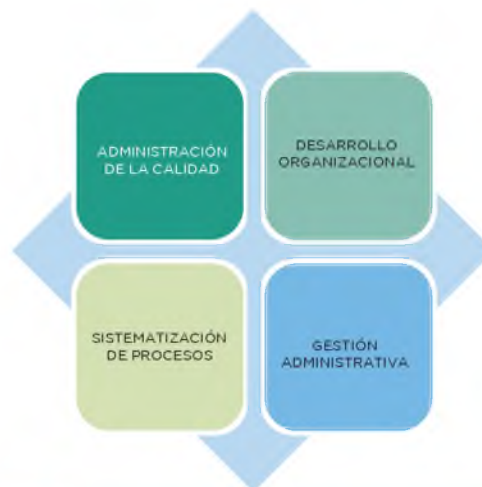 ADMINISTRACIÓN
DE LA CALIDAD
DESARROLLO
ORGANIZACIONAL
SISTEMATIZACIÓN
DE PROCESOS
GESTIÓN
ADMINISTRATIVA